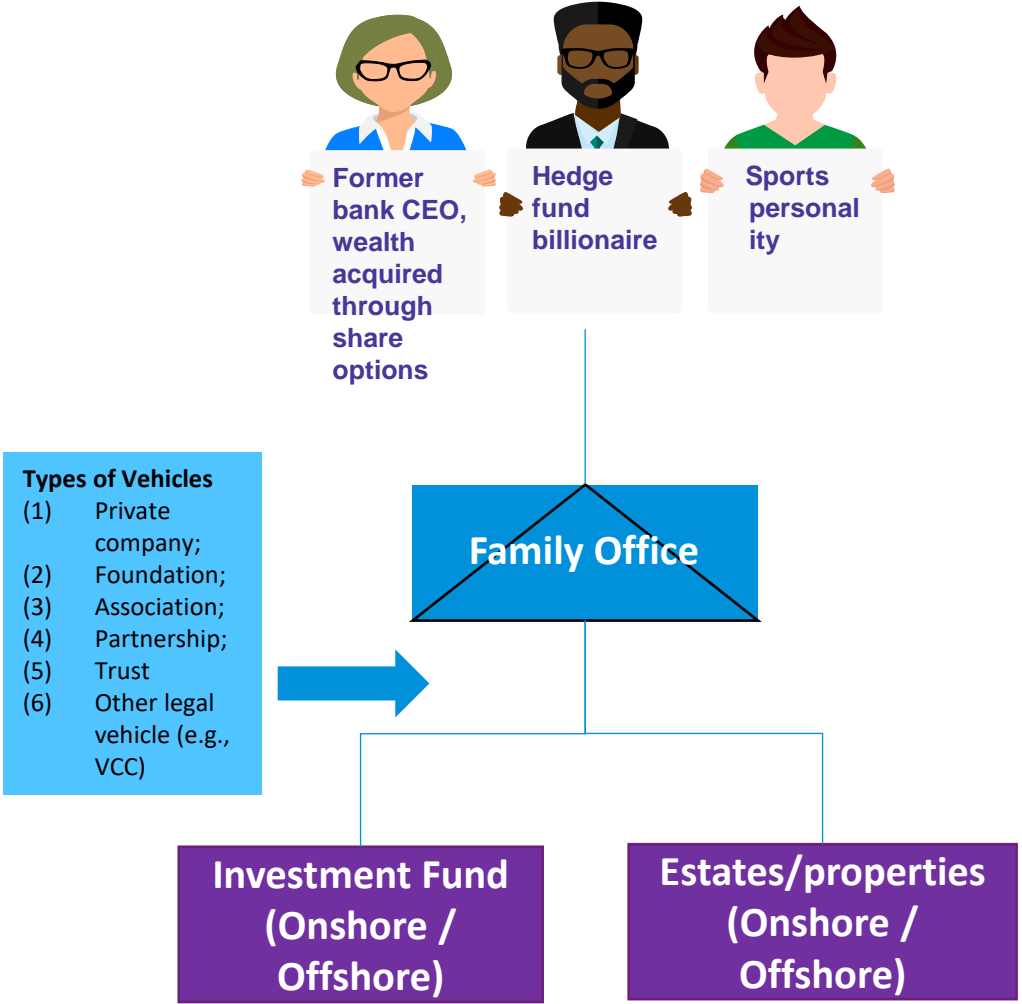 Former
bank CEO,
wealth
acquired
through
share
options
Hedge
fund
billionaire
Sports
personal
ity
Types of Vehicles
(1) Private
company;
(2) Foundation;
(3) Association;
(4) Partnership;
(5) Trust
(6) Other legal
vehicle (e.g.,
VCC)
Family Office
Investment Fund
(Onshore /
Offshore)
Estates/properties
(Onshore /
Offshore)